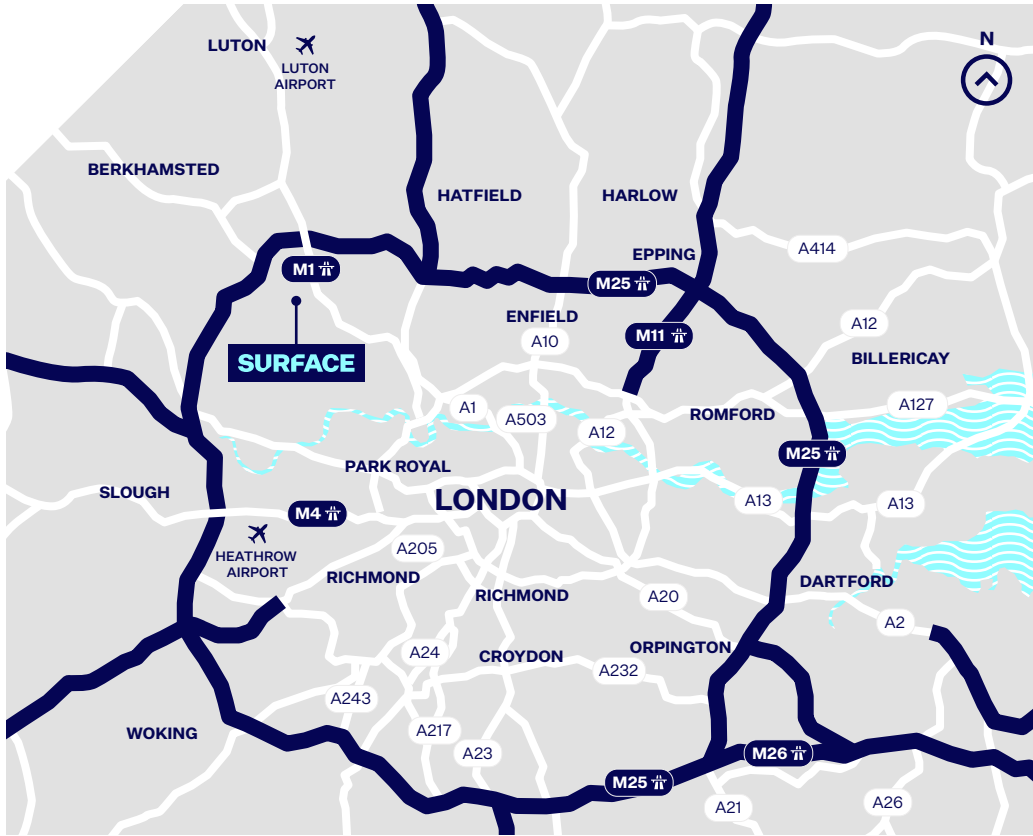 N
LUTON
LUTON
AIRPORT
BERKHAMSTED
HATFIELD
HARLOW
A414
EPPING
M1
M25
ENFIELD
A10
M11
A12
BILLERICAY
SURFACE
A1
A503
A12
ROMFORD
A127
M25
PARK ROYAL
SLOUGH
LONDON
A13
A13
M4
HEATHROW
AIRPORT
A205
RICHMOND
RICHMOND
A20
DARTFORD
A2
A24
CROYDON
ORPINGTON
A232
A243
WOKING
A217
A23
M26
M25
A21
A26